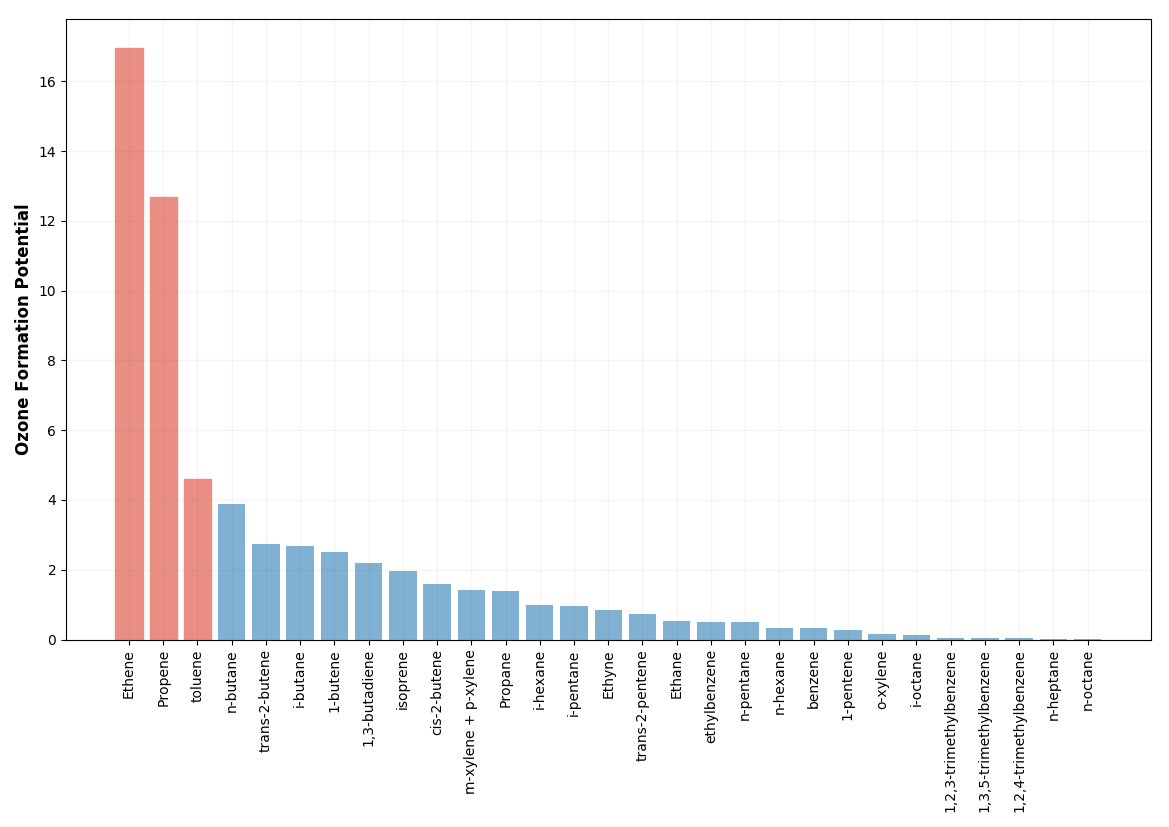 Ozone Formation Potential
16
14
12
10
8
6
4
2
0
Ethene
Propene
toluene
n-butane
trans-2-butene
i-butane
1-butene
1,3-butadiene
isoprene
cis-2-butene
m-xylene + p-xylene
Propane
i-hexane
i-pentane
Ethyne
trans-2-pentene
Ethane
ethylbenzene
n-pentane
n-hexane
benzene
1-pentene
o-xylene
i-octane
1,2,3-trimethylbenzene
1,3,5-trimethylbenzene
1,2,4-trimethylbenzene
n-heptane
n-octane